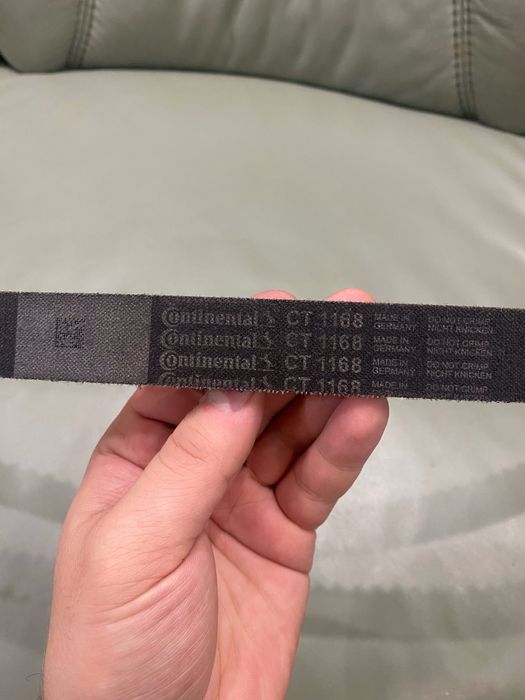 Continental CT 1168 MADE IN GERMANY DO NOT CRIMP NICHT KNICKEN
Continental CT 1168 MADE IN GERMANY DO NOT CRIMP NICHT KNICKEN
Continental CT 1168 MADE IN GERMANY DO NOT CRIMP NICHT KNICKEN
Continental CT 1168 MADE IN DO NOT CRIMP